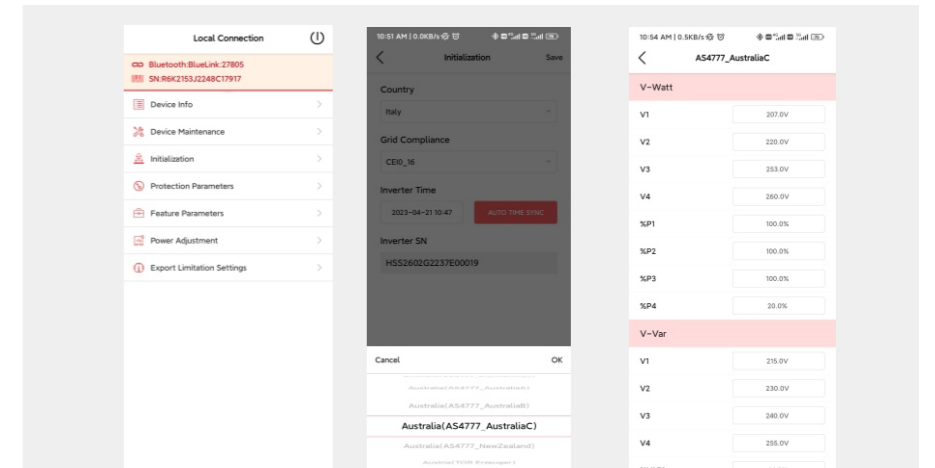 Local Connection
Bluetooth:BlueLink:27805
SN:R6K2153J2248C17917
Device Info
Device Maintenance
Initialization
Protection Parameters
Feature Parameters
Power Adjustment
Export Limitation Settings
10:51 AM | 0.0KB/s
Initialization
Save
Country
Italy
Grid Compliance
CEI0_16
Inverter Time
2023-04-21 10:47
AUTO TIME SYNC
Inverter SN
HSS2602G2237E00019
Cancel
OK
Australia(AS4777_AustraliaA)
Australia(AS4777_AustraliaB)
Australia(AS4777_AustraliaC)
Australia(AS4777_NewZealand)
10:54 AM | 0.5KB/s
AS4777_AustraliaC
V-Watt
V1 207.0V
V2 220.0V
V3 253.0V
V4 260.0V
%P1 100.0%
%P2 100.0%
%P3 100.0%
%P4 20.0%
V-Var
V1 215.0V
V2 230.0V
V3 240.0V
V4 255.0V